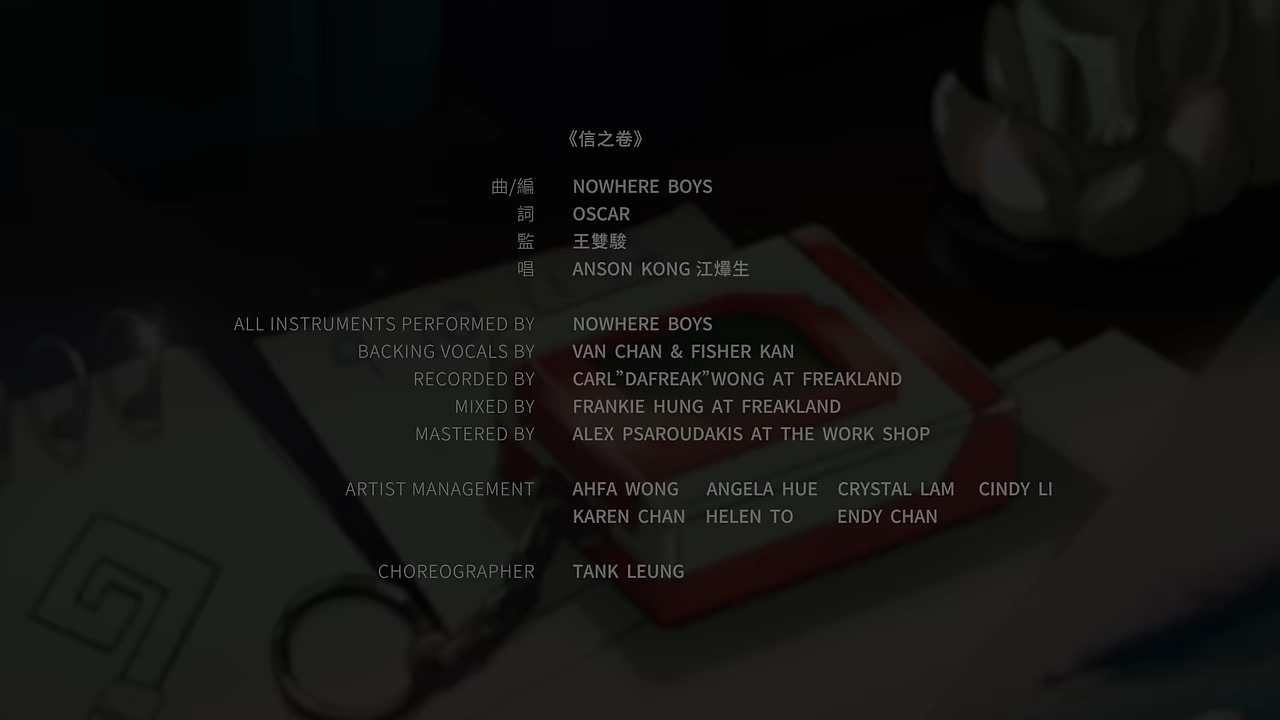 《信之卷》
曲/編 NOWHERE BOYS
詞 OSCAR
監 王雙駿
唱 ANSON KONG 江𤒹生
ALL INSTRUMENTS PERFORMED BY NOWHERE BOYS
BACKING VOCALS BY VAN CHAN & FISHER KAN
RECORDED BY CARL”DAFREAK”WONG AT FREAKLAND
MIXED BY FRANKIE HUNG AT FREAKLAND
MASTERED BY ALEX PSAROUDAKIS AT THE WORK SHOP
ARTIST MANAGEMENT AHFA WONG ANGELA HUE CRYSTAL LAM CINDY LI
KAREN CHAN HELEN TO ENDY CHAN
CHOREOGRAPHER TANK LEUNG